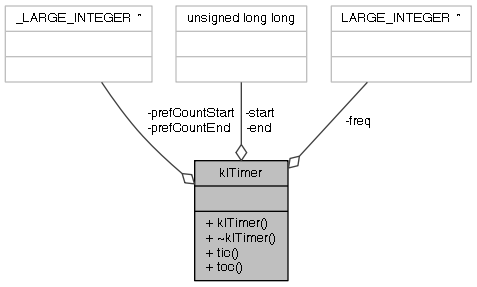 _LARGE_INTEGER *
unsigned long long
LARGE_INTEGER *
-prefCountStart
-prefCountEnd
-start
-end
-freq
klTimer
+ klTimer()
+ ~klTimer()
+ tic()
+ toc()